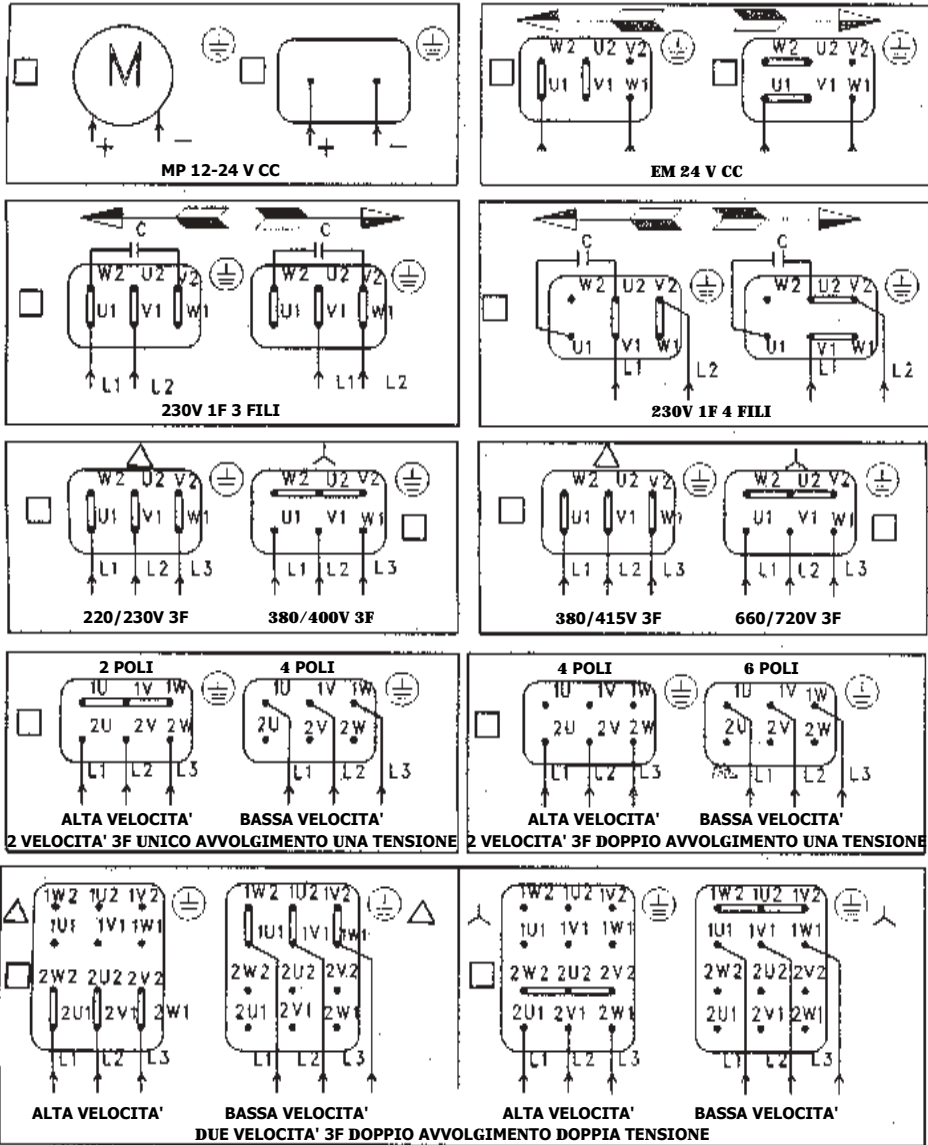 M
+ −
+ −
MP 12-24 V CC
W2 U2 V2
U1 V1 W1
W2 U2 V2
U1 V1 W1
EM 24 V CC
C
W2 U2 V2
U1 V1 W1
L1 L2
C
W2 U2 V2
U1 V1 W1
L1 L2
230V 1F 3 FILI
C
W2 U2 V2
U1 V1 W1
L1 L2
C
W2 U2 V2
U1 V1 W1
L1 L2
230V 1F 4 FILI
W2 U2 V2
U1 V1 W1
L1 L2 L3
220/230V 3F
W2 U2 V2
U1 V1 W1
L1 L2 L3
380/400V 3F
W2 U2 V2
U1 V1 W1
L1 L2 L3
380/415V 3F
W2 U2 V2
U1 V1 W1
L1 L2 L3
660/720V 3F
2 POLI
1U 1V 1W
2U 2V 2W
L1 L2 L3
ALTA VELOCITA'
4 POLI
1U 1V 1W
2U 2V 2W
L1 L2 L3
BASSA VELOCITA'
2 VELOCITA' 3F UNICO AVVOLGIMENTO UNA TENSIONE
4 POLI
1U 1V 1W
2U 2V 2W
L1 L2 L3
ALTA VELOCITA'
6 POLI
1U 1V 1W
2U 2V 2W
L1 L2 L3
BASSA VELOCITA'
2 VELOCITA' 3F DOPPIO AVVOLGIMENTO UNA TENSIONE
1W2 1U2 1V2
1U1 1V1 1W1
2W2 2U2 2V2
2U1 2V1 2W1
L1 L2 L3
ALTA VELOCITA'
1W2 1U2 1V2
1U1 1V1 1W1
2W2 2U2 2V2
2U1 2V1 2W1
L1 L2 L3
BASSA VELOCITA'
1W2 1U2 1V2
1U1 1V1 1W1
2W2 2U2 2V2
2U1 2V1 2W1
L1 L2 L3
ALTA VELOCITA'
1W2 1U2 1V2
1U1 1V1 1W1
2W2 2U2 2V2
2U1 2V1 2W1
L1 L2 L3
BASSA VELOCITA'
DUE VELOCITA' 3F DOPPIO AVVOLGIMENTO DOPPIA TENSIONE